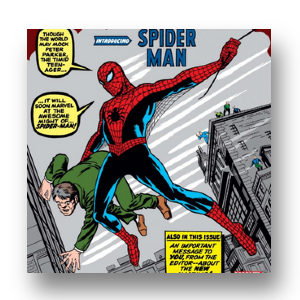 THOUGH
THE WORLD
MAY MOCK
PETER
PARKER,
THE TIMID
TEEN-
AGER...
INTRODUCING
SPIDER
MAN
...IT WILL
SOON MARVEL
AT THE
AWESOME
MIGHT OF...
SPIDER-MAN!
ALSO IN THIS ISSUE:
AN IMPORTANT
MESSAGE TO
YOU, FROM THE
EDITOR—ABOUT
THE NEW